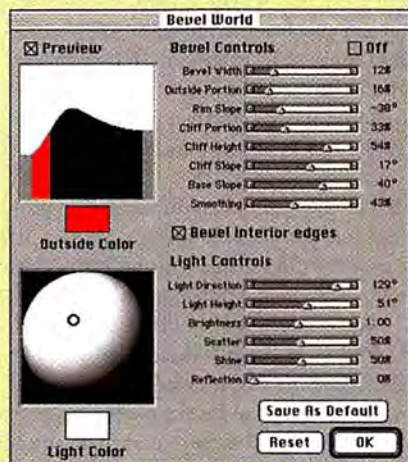 Bevel World
Preview
Outside Color
Light Color
Bevel Controls
Off
Bevel Width 12%
Outside Portion 16%
Rim Slope -38°
Cliff Portion 33%
Cliff Height 54%
Cliff Slope 17°
Base Slope 40°
Smoothing 43%
Bevel interior edges
Light Controls
Light Direction 129°
Light Height 51°
Brightness 1.00
Scatter 50%
Shine 50%
Reflection 0%
Save As Default
Reset
OK